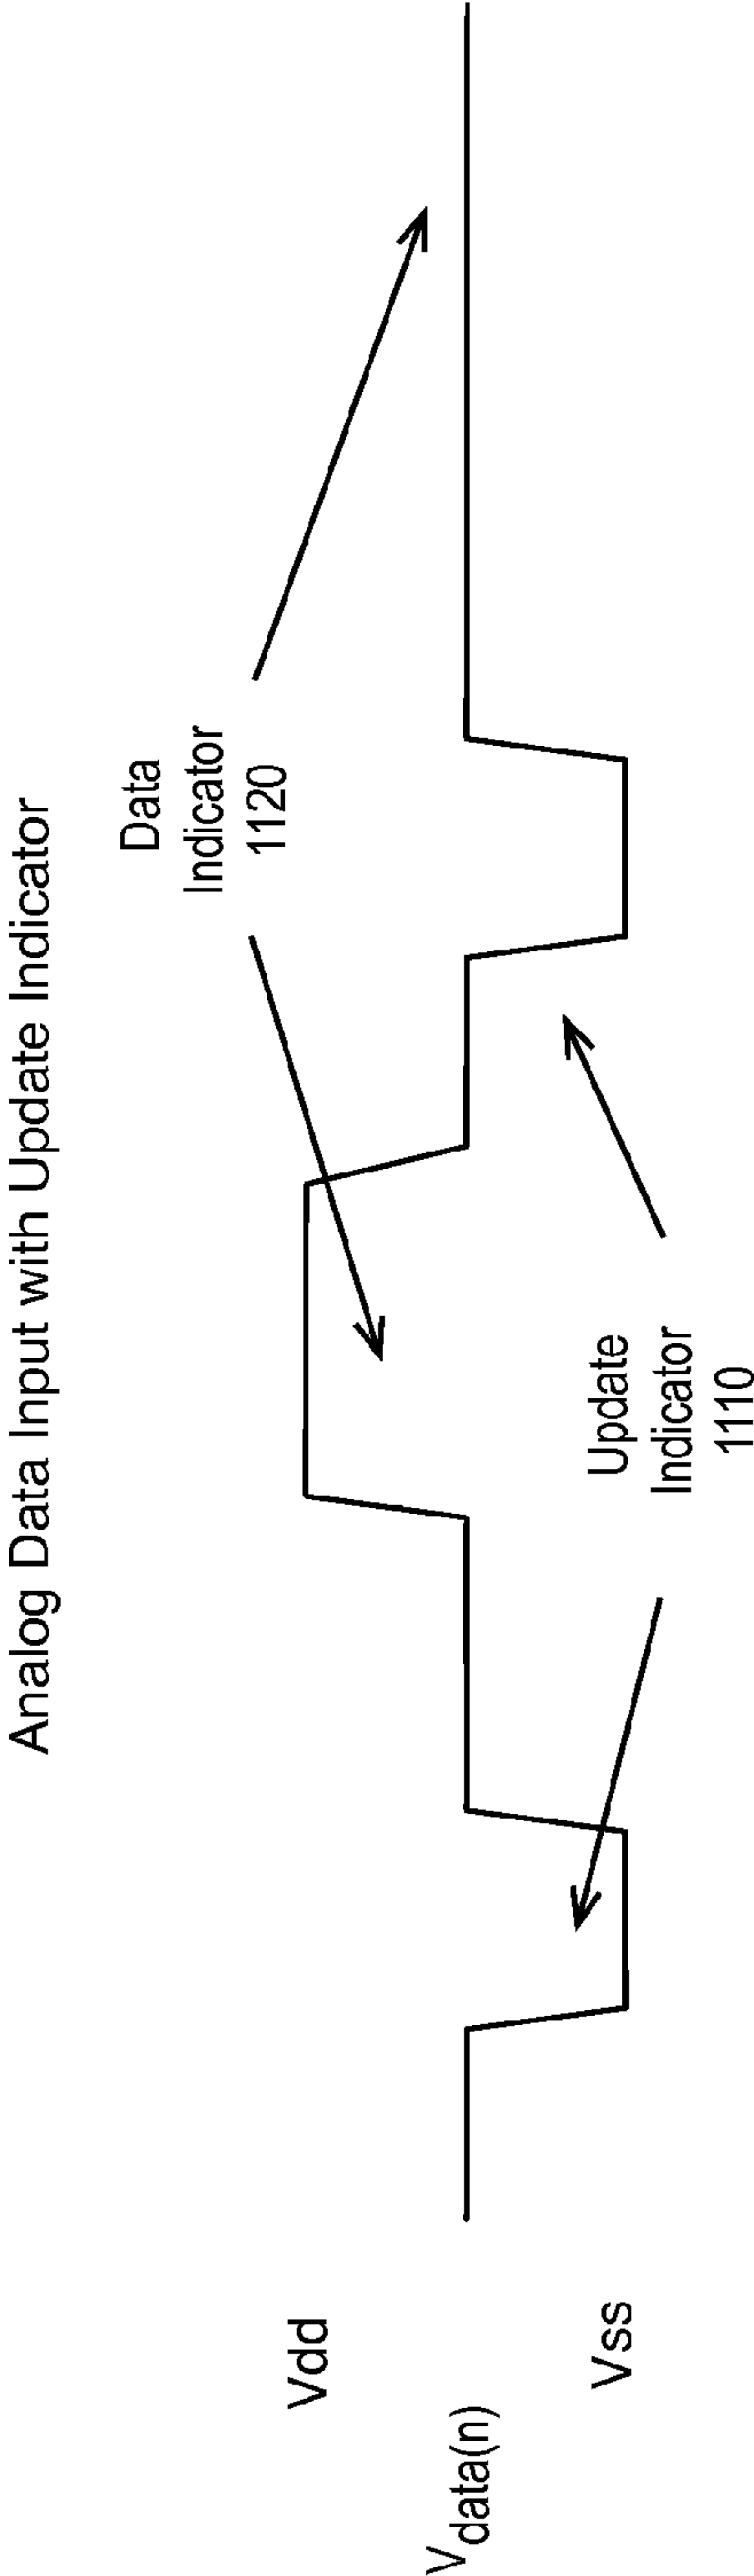 Analog Data Input with Update Indicator
Data
Indicator
1120
Vdd
Vdata(n)
Vss
Update
Indicator
1110